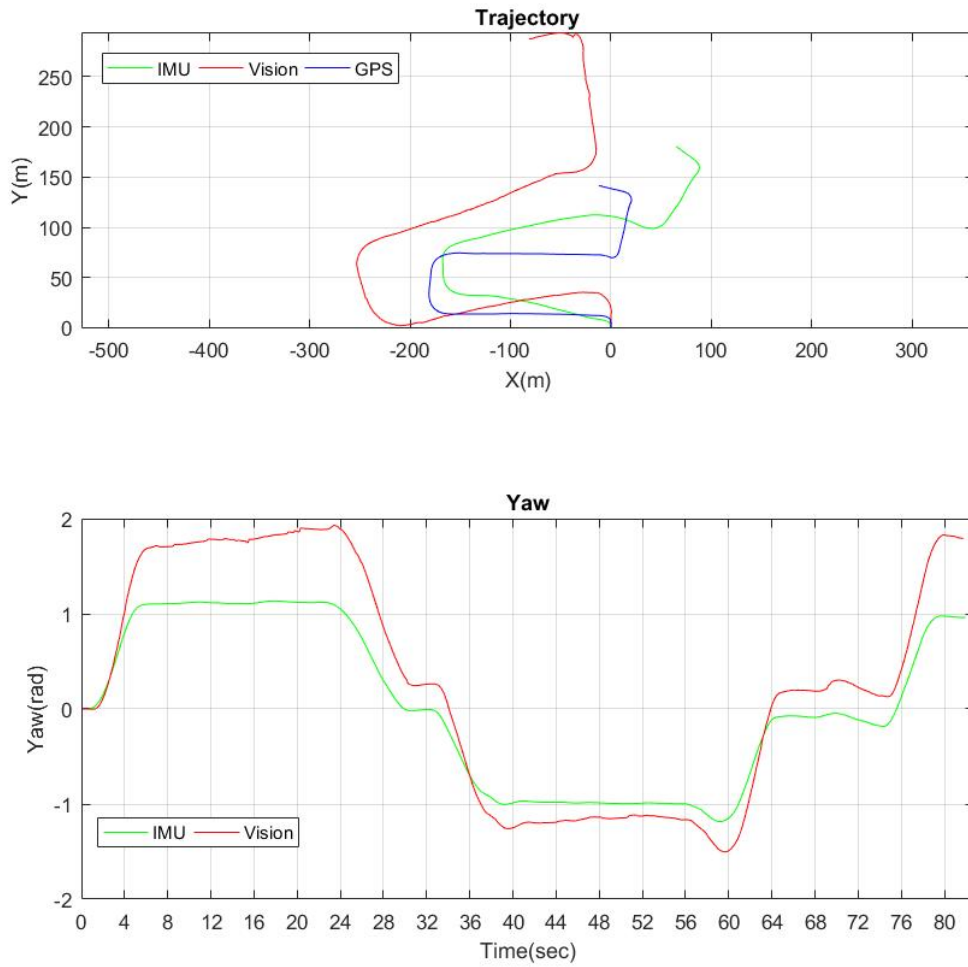 Trajectory
IMU Vision GPS
250
200
150
100
50
0
Y(m)
-500 -400 -300 -200 -100 0 100 200 300
X(m)
Yaw
2
1
0
-1
-2
Yaw(rad)
IMU Vision
0 4 8 12 16 20 24 28 32 36 40 44 48 52 56 60 64 68 72 76 80
Time(sec)